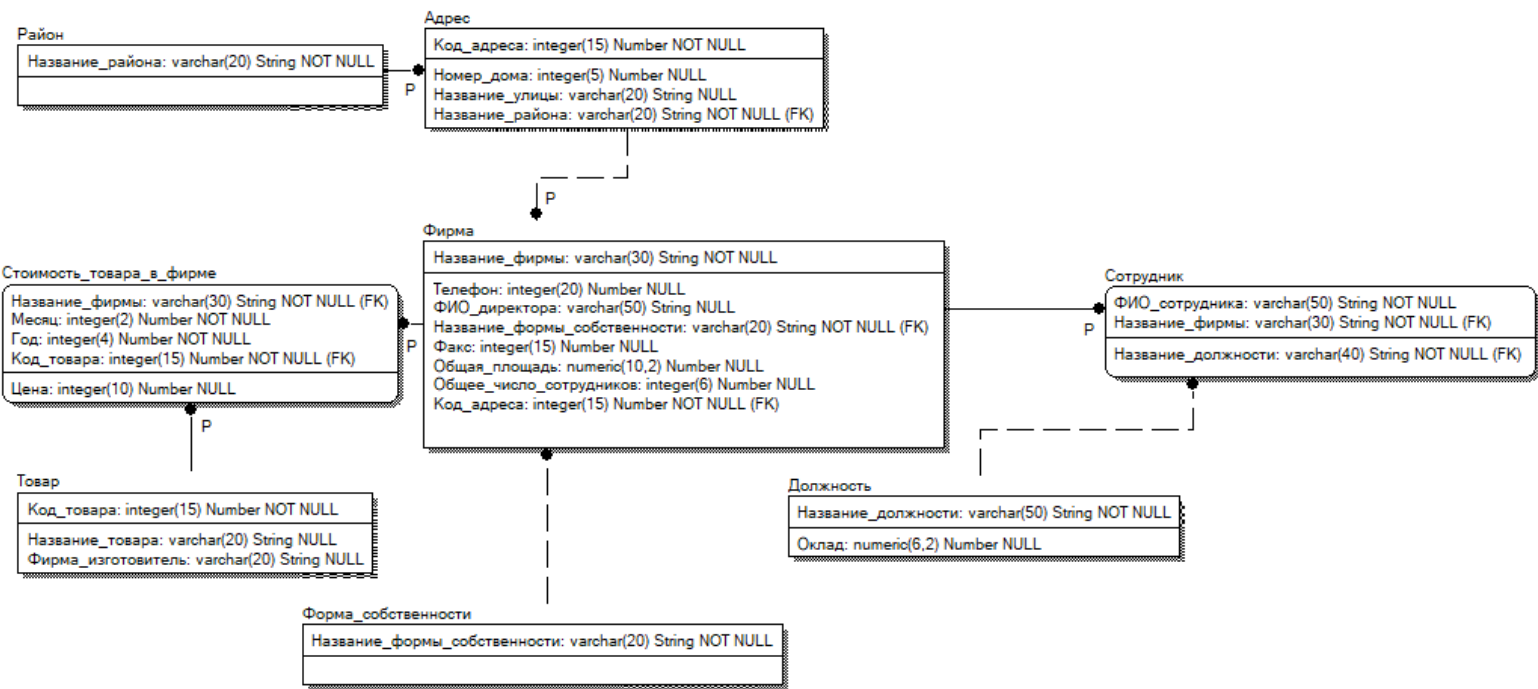 Район
Название_района: varchar(20) String NOT NULL
P
Адрес
Код_адреса: integer(15) Number NOT NULL
Номер_дома: integer(5) Number NULL
Название_улицы: varchar(20) String NULL
Название_района: varchar(20) String NOT NULL (FK)
P
Фирма
Название_фирмы: varchar(30) String NOT NULL
Телефон: integer(20) Number NULL
ФИО_директора: varchar(50) String NULL
Название_формы_собственности: varchar(20) String NOT NULL (FK)
Факс: integer(15) Number NULL
Общая_площадь: numeric(10,2) Number NULL
Общее_число_сотрудников: integer(6) Number NULL
Код_адреса: integer(15) Number NOT NULL (FK)
Стоимость_товара_в_фирме
Название_фирмы: varchar(30) String NOT NULL (FK)
Месяц: integer(2) Number NOT NULL
Год: integer(4) Number NOT NULL
Код_товара: integer(15) Number NOT NULL (FK)
Цена: integer(10) Number NULL
P
P
Сотрудник
ФИО_сотрудника: varchar(50) String NOT NULL
Название_фирмы: varchar(30) String NOT NULL (FK)
Название_должности: varchar(40) String NOT NULL (FK)
P
Товар
Код_товара: integer(15) Number NOT NULL
Название_товара: varchar(20) String NULL
Фирма_изготовитель: varchar(20) String NULL
Должность
Название_должности: varchar(50) String NOT NULL
Оклад: numeric(6,2) Number NULL
Форма_собственности
Название_формы_собственности: varchar(20) String NOT NULL